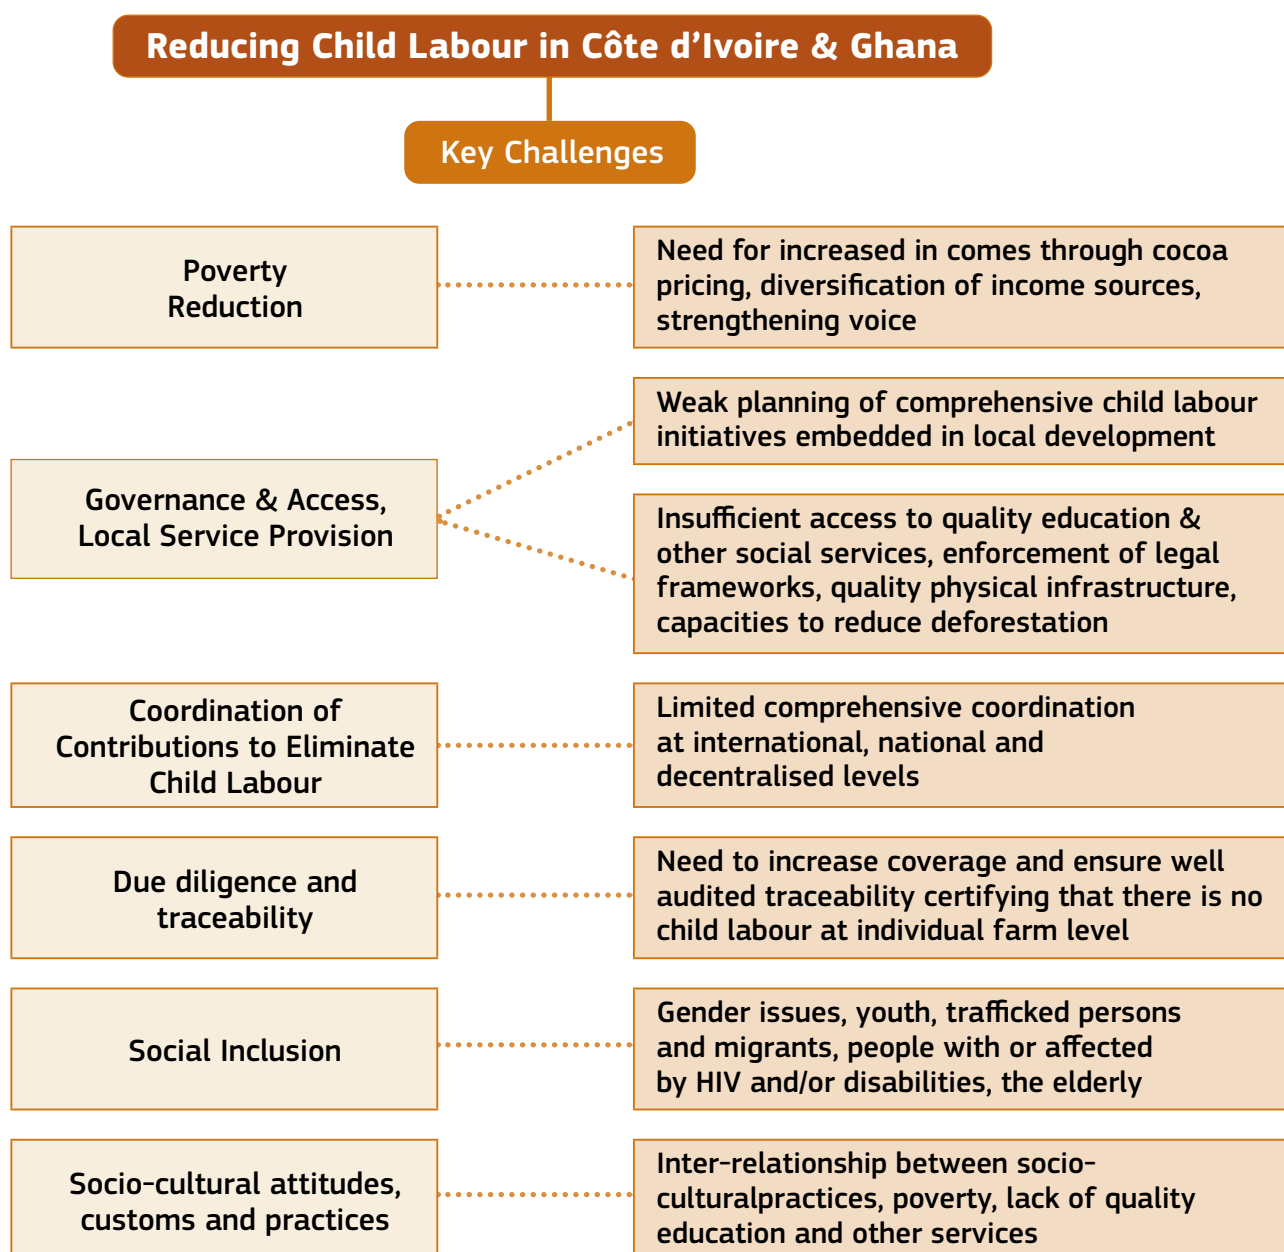 Reducing Child Labour in Côte d’Ivoire & Ghana
Key Challenges
Poverty
Reduction
Need for increased in comes through cocoa
pricing, diversification of income sources,
strengthening voice
Governance & Access,
Local Service Provision
Weak planning of comprehensive child labour
initiatives embedded in local development
Insufficient access to quality education &
other social services, enforcement of legal
frameworks, quality physical infrastructure,
capacities to reduce deforestation
Coordination of
Contributions to Eliminate
Child Labour
Limited comprehensive coordination
at international, national and
decentralised levels
Due diligence and
traceability
Need to increase coverage and ensure well
audited traceability certifying that there is no
child labour at individual farm level
Social Inclusion
Gender issues, youth, trafficked persons
and migrants, people with or affected
by HIV and/or disabilities, the elderly
Socio-cultural attitudes,
customs and practices
Inter-relationship between socio-
culturalpractices, poverty, lack of quality
education and other services